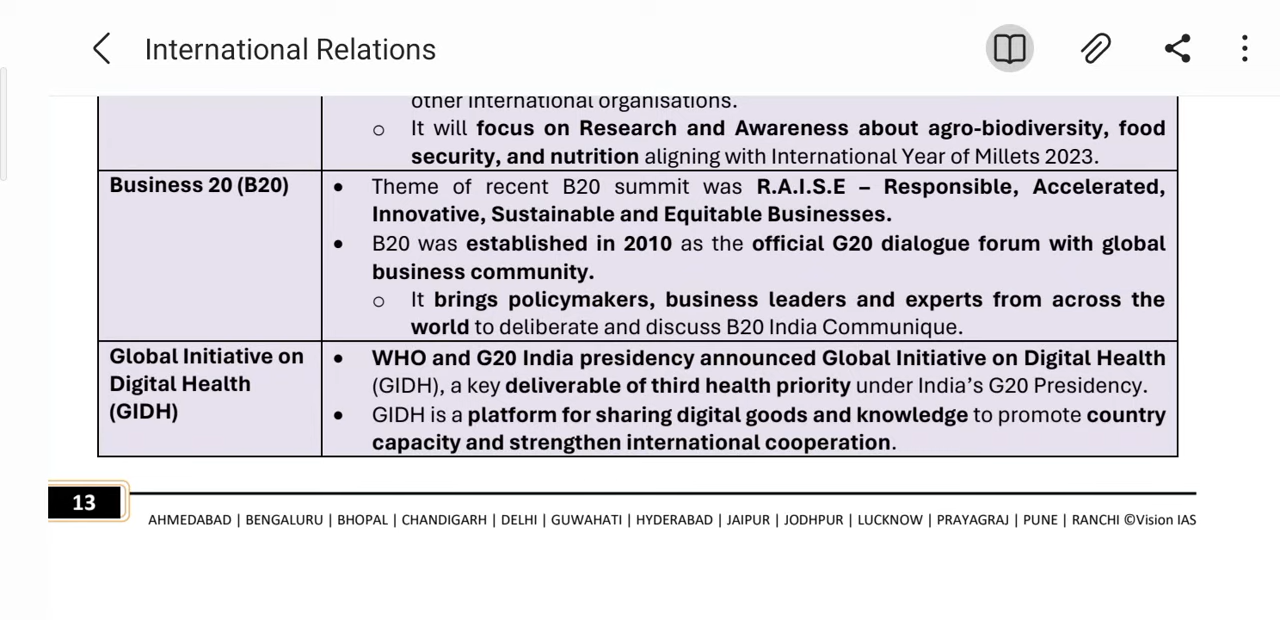 International Relations
other international organisations.
o It will focus on Research and Awareness about agro-biodiversity, food
security, and nutrition aligning with International Year of Millets 2023.
Business 20 (B20)
• Theme of recent B20 summit was R.A.I.S.E – Responsible, Accelerated,
Innovative, Sustainable and Equitable Businesses.
• B20 was established in 2010 as the official G20 dialogue forum with global
business community.
o It brings policymakers, business leaders and experts from across the
world to deliberate and discuss B20 India Communique.
Global Initiative on
Digital Health
(GIDH)
• WHO and G20 India presidency announced Global Initiative on Digital Health
(GIDH), a key deliverable of third health priority under India’s G20 Presidency.
• GIDH is a platform for sharing digital goods and knowledge to promote country
capacity and strengthen international cooperation.
13
AHMEDABAD | BENGALURU | BHOPAL | CHANDIGARH | DELHI | GUWAHATI | HYDERABAD | JAIPUR | JODHPUR | LUCKNOW | PRAYAGRAJ | PUNE | RANCHI ©Vision IAS